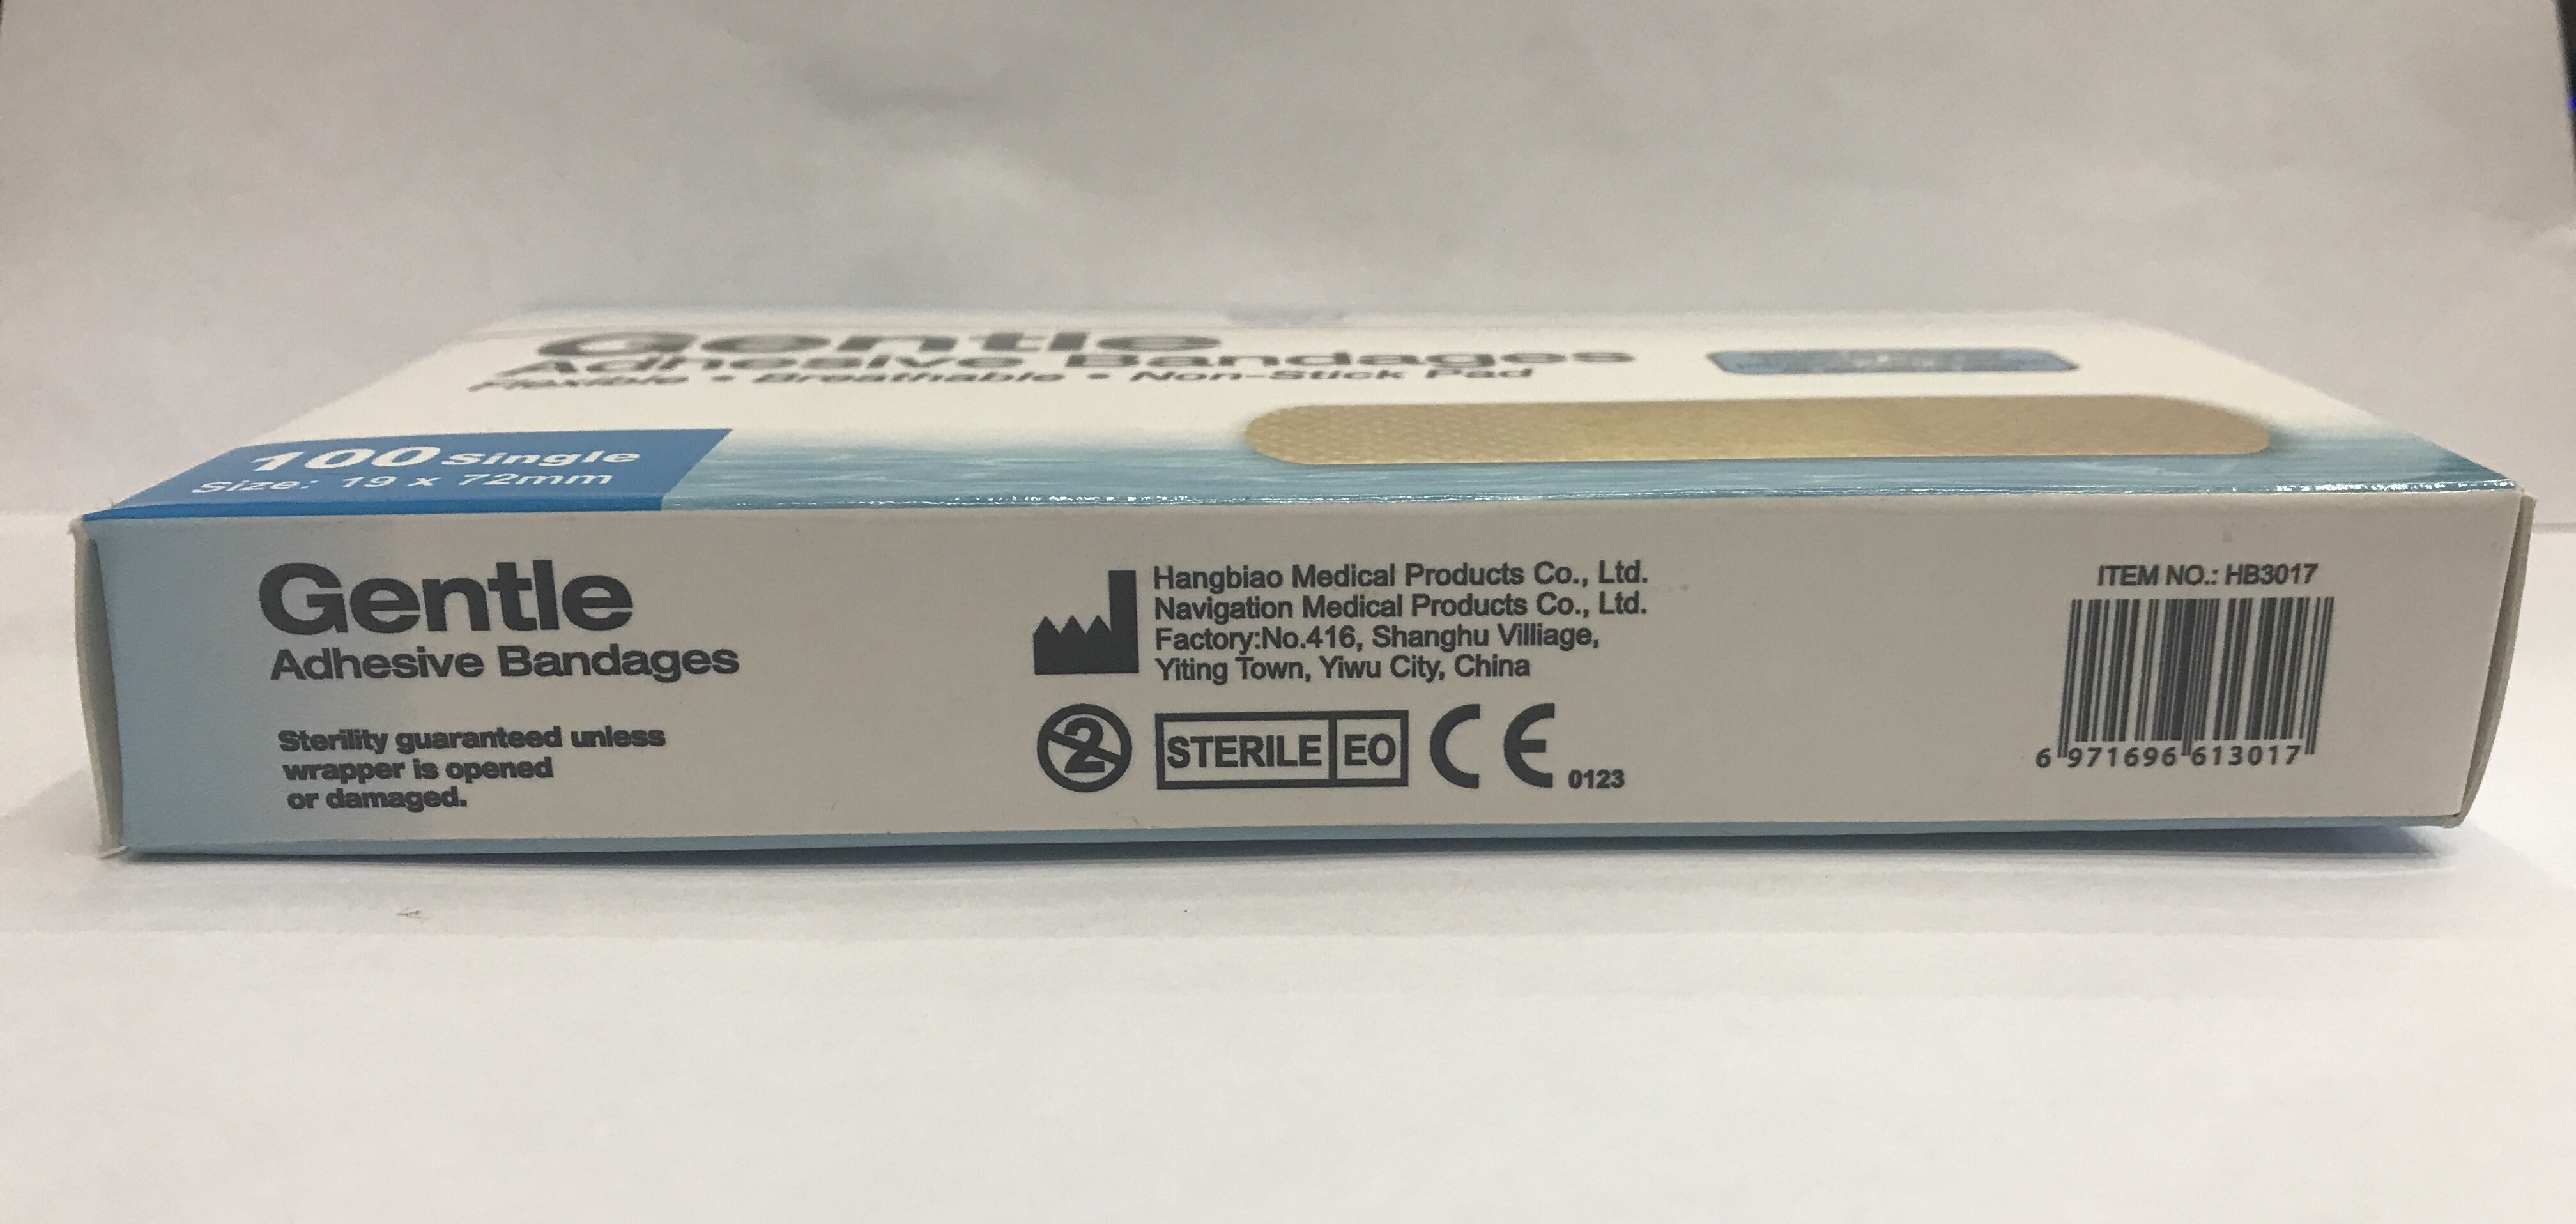 Gentle
Adhesive Bandages
Flexible • Breathable • Non-Stick Pad
100 Single
Size: 19 x 72mm
Gentle
Adhesive Bandages
Sterility guaranteed unless
wrapper is opened
or damaged.
Hangbiao Medical Products Co., Ltd.
Navigation Medical Products Co., Ltd.
Factory:No.416, Shanghu Villiage,
Yiting Town, Yiwu City, China
2
STERILE EO
CE 0123
ITEM NO.: HB3017
6 971696 613017